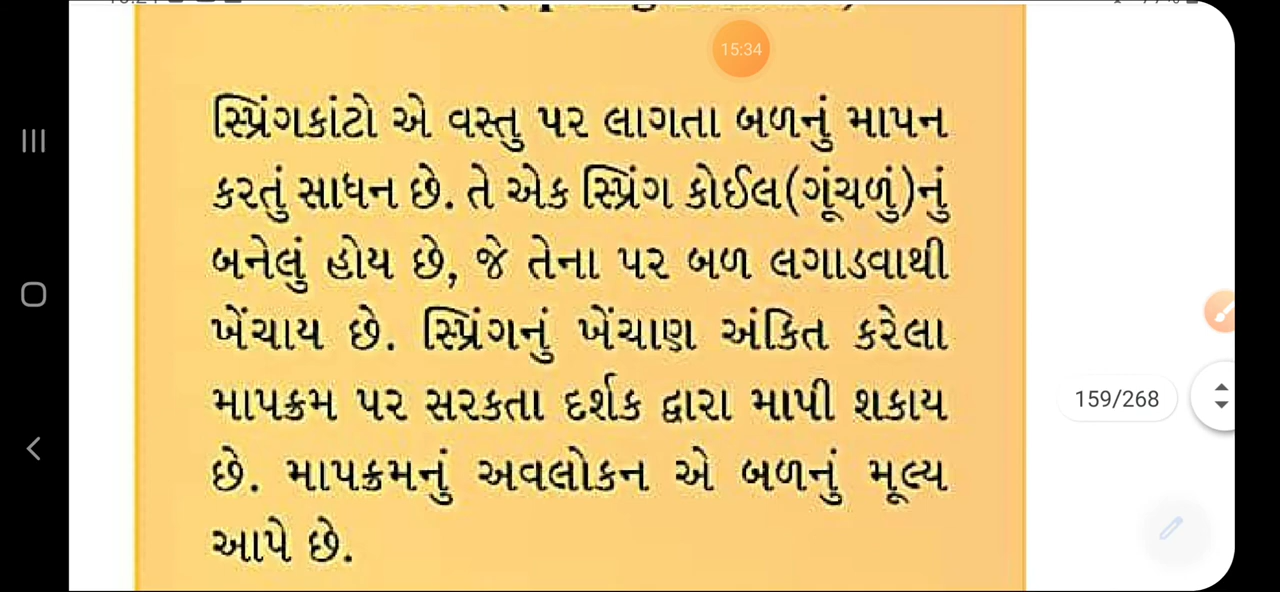 15:34
સ્પ્રિંગકાંટો એ વસ્તુ પર લાગતા બળનું માપન
કરતું સાધન છે. તે એક સ્પ્રિંગ કોઈલ(ગૂંચળું)નું
બનેલું હોય છે, જે તેના પર બળ લગાડવાથી
ખેંચાય છે. સ્પ્રિંગનું ખેંચાણ અંકિત કરેલા
માપક્રમ પર સરકતા દર્શક દ્વારા માપી શકાય
છે. માપક્રમનું અવલોકન એ બળનું મૂલ્ય
આપે છે.
159/268